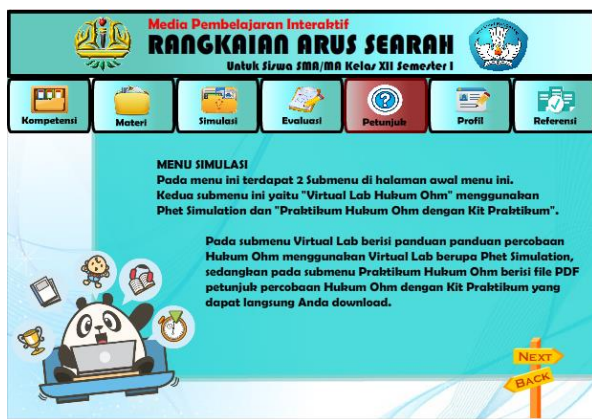 Media Pembelajaran Interaktif
RANGKAIAN ARUS SEARAH
Untuk Siswa SMA/MA Kelas XII Semester I
Kompetensi
Materi
Simulasi
Evaluasi
Petunjuk
Profil
Referensi
MENU SIMULASI
Pada menu ini terdapat 2 Submenu di halaman awal menu ini.
Kedua submenu ini yaitu "Virtual Lab Hukum Ohm" menggunakan
Phet Simulation dan "Praktikum Hukum Ohm dengan Kit Praktikum".
Pada submenu Virtual Lab berisi panduan panduan percobaan
Hukum Ohm menggunakan Virtual Lab berupa Phet Simulation,
sedangkan pada submenu Praktikum Hukum Ohm berisi file PDF
petunjuk percobaan Hukum Ohm dengan Kit Praktikum yang
dapat langsung Anda download.
NEXT
BACK